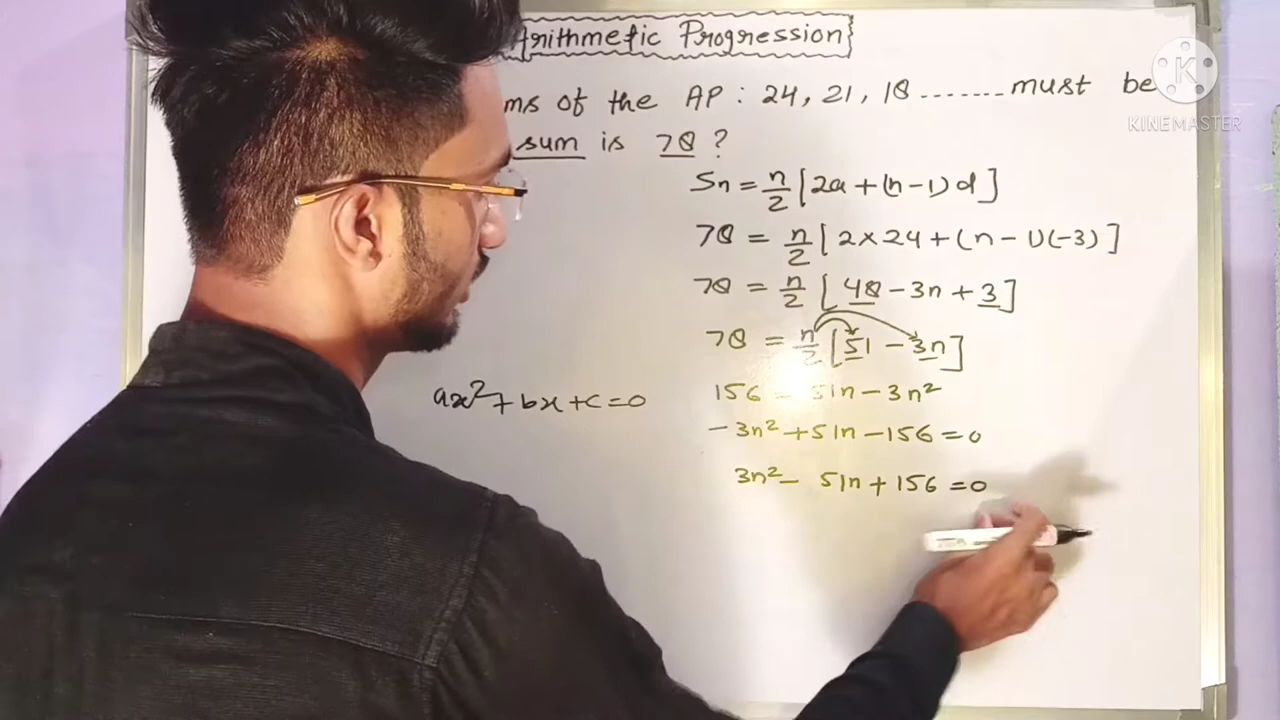 Arithmetic Progression
ms of the AP : 24, 21, 18 ....... must be
sum is 78 ?
Sn = n/2 [2a + (n-1) d]
78 = n/2 [2×24 + (n-1)(-3)]
78 = n/2 [48 - 3n + 3]
78 = n/2 [51 - 3n]
156 = 51n - 3n²
ax² + bx + c = 0
- 3n² + 51n - 156 = 0
3n² - 51n + 156 = 0
K
KINEMASTER